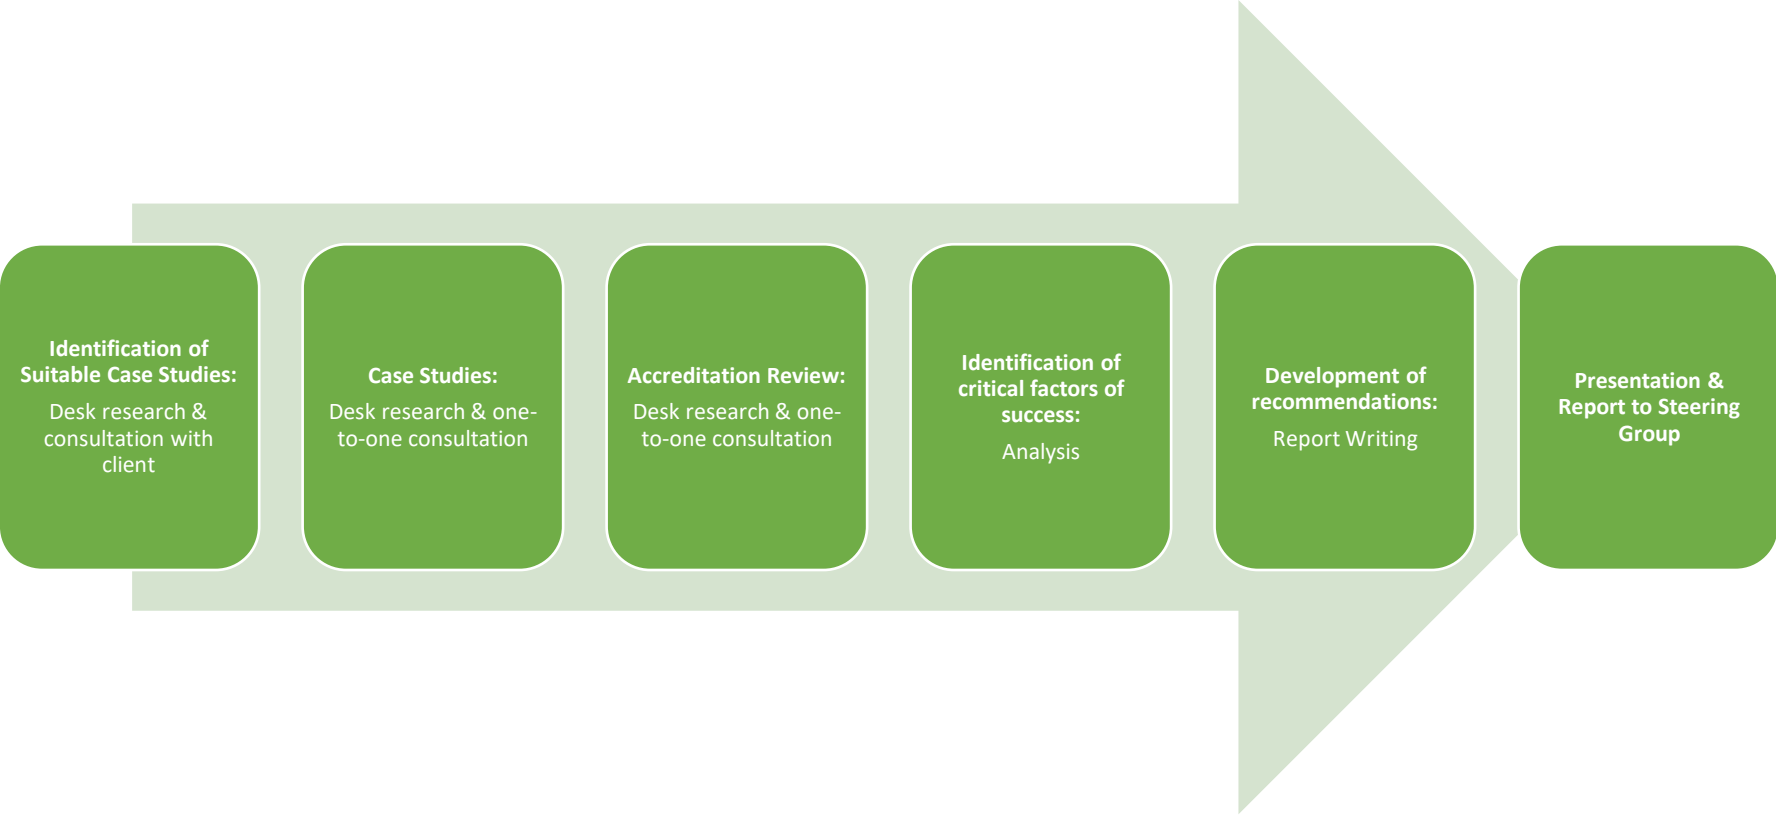 Identification of
Suitable Case Studies:
Desk research &
consultation with
client
Case Studies:
Desk research & one-
to-one consultation
Accreditation Review:
Desk research & one-
to-one consultation
Identification of
critical factors of
success:
Analysis
Development of
recommendations:
Report Writing
Presentation &
Report to Steering
Group